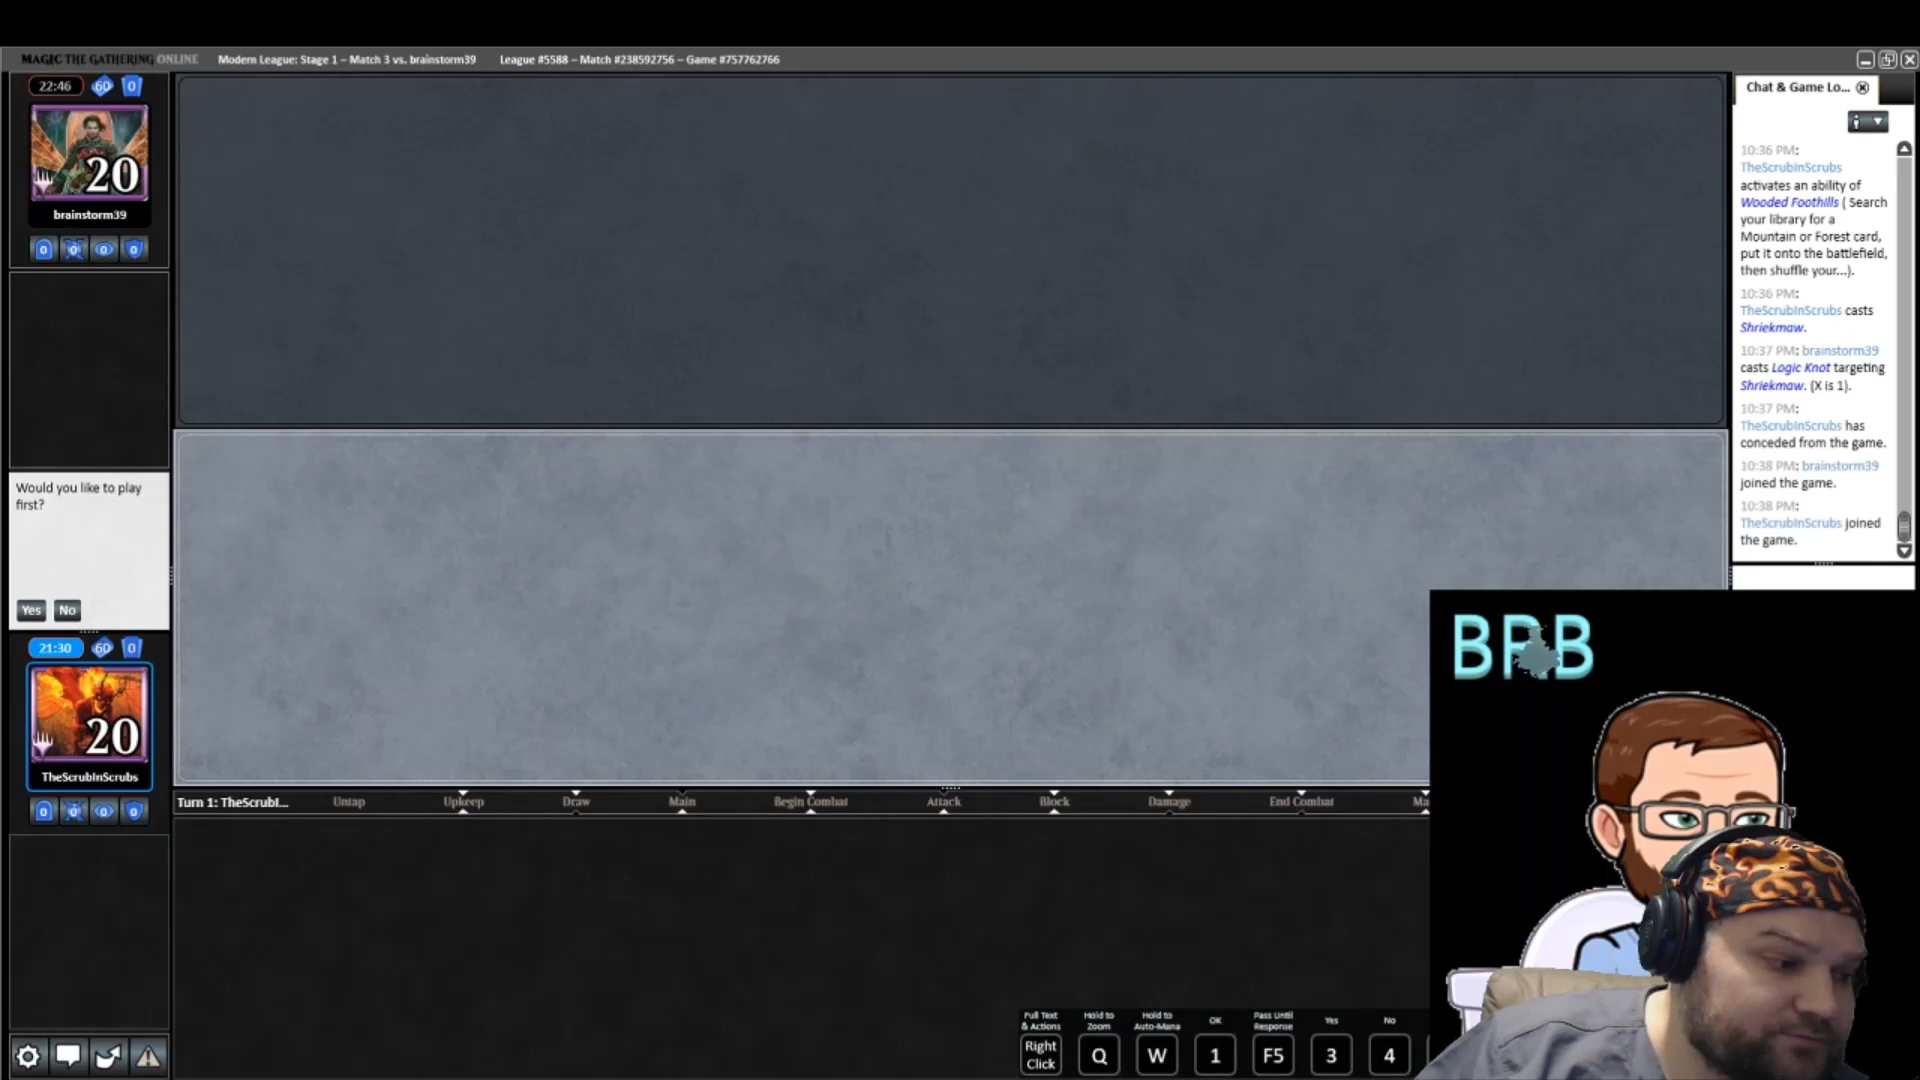 MAGIC THE GATHERING ONLINE
Modern League: Stage 1 – Match 3 vs. brainstorm39
League #5588 – Match #238592756 – Game #757762766
22:46
60
0
20
brainstorm39
0 0 0 0
Would you like to play
first?
Yes No
21:30
60
0
20
TheScrubInScrubs
0 0 0 0
Turn 1: TheScrubI...
Untap
Upkeep
Draw
Main
Begin Combat
Attack
Block
Damage
End Combat
Ma
Chat & Game Lo...
10:36 PM:
TheScrubInScrubs
activates an ability of
Wooded Foothills ( Search
your library for a
Mountain or Forest card,
put it onto the battlefield,
then shuffle your...).
10:36 PM:
TheScrubInScrubs casts
Shriekmaw.
10:37 PM: brainstorm39
casts Logic Knot targeting
Shriekmaw. (X is 1).
10:37 PM:
TheScrubInScrubs has
conceded from the game.
10:38 PM: brainstorm39
joined the game.
10:38 PM:
TheScrubInScrubs joined
the game.
BRB
Full Text
& Actions
Right
Click
Hold to
Zoom
Q
Hold to
Auto-Mana
W
OK
1
Pass Until
Response
F5
Yes
3
No
4